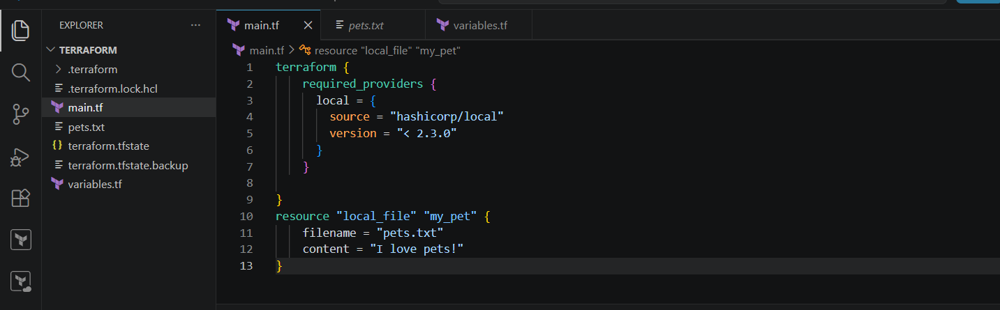 EXPLORER ...
TERRAFORM
.terraform
.terraform.lock.hcl
main.tf
pets.txt
terraform.tfstate
terraform.tfstate.backup
variables.tf
main.tf pets.txt variables.tf
main.tf > resource "local_file" "my_pet"
1 terraform {
2 required_providers {
3 local = {
4 source = "hashicorp/local"
5 version = "< 2.3.0"
6 }
7 }
8
9 }
10 resource "local_file" "my_pet" {
11 filename = "pets.txt"
12 content = "I love pets!"
13 }